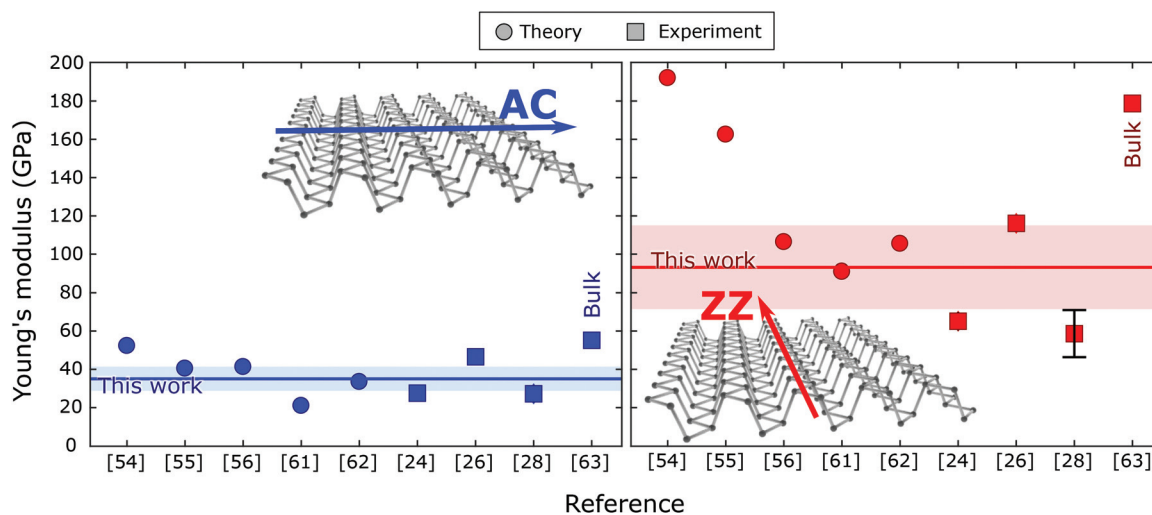 Theory Experiment
Young's modulus (GPa)
200
180
160
140
120
100
80
60
40
20
0
AC
This work
Bulk
[54] [55] [56] [61] [62] [24] [26] [28] [63]
Bulk
This work
ZZ
[54] [55] [56] [61] [62] [24] [26] [28] [63]
Reference